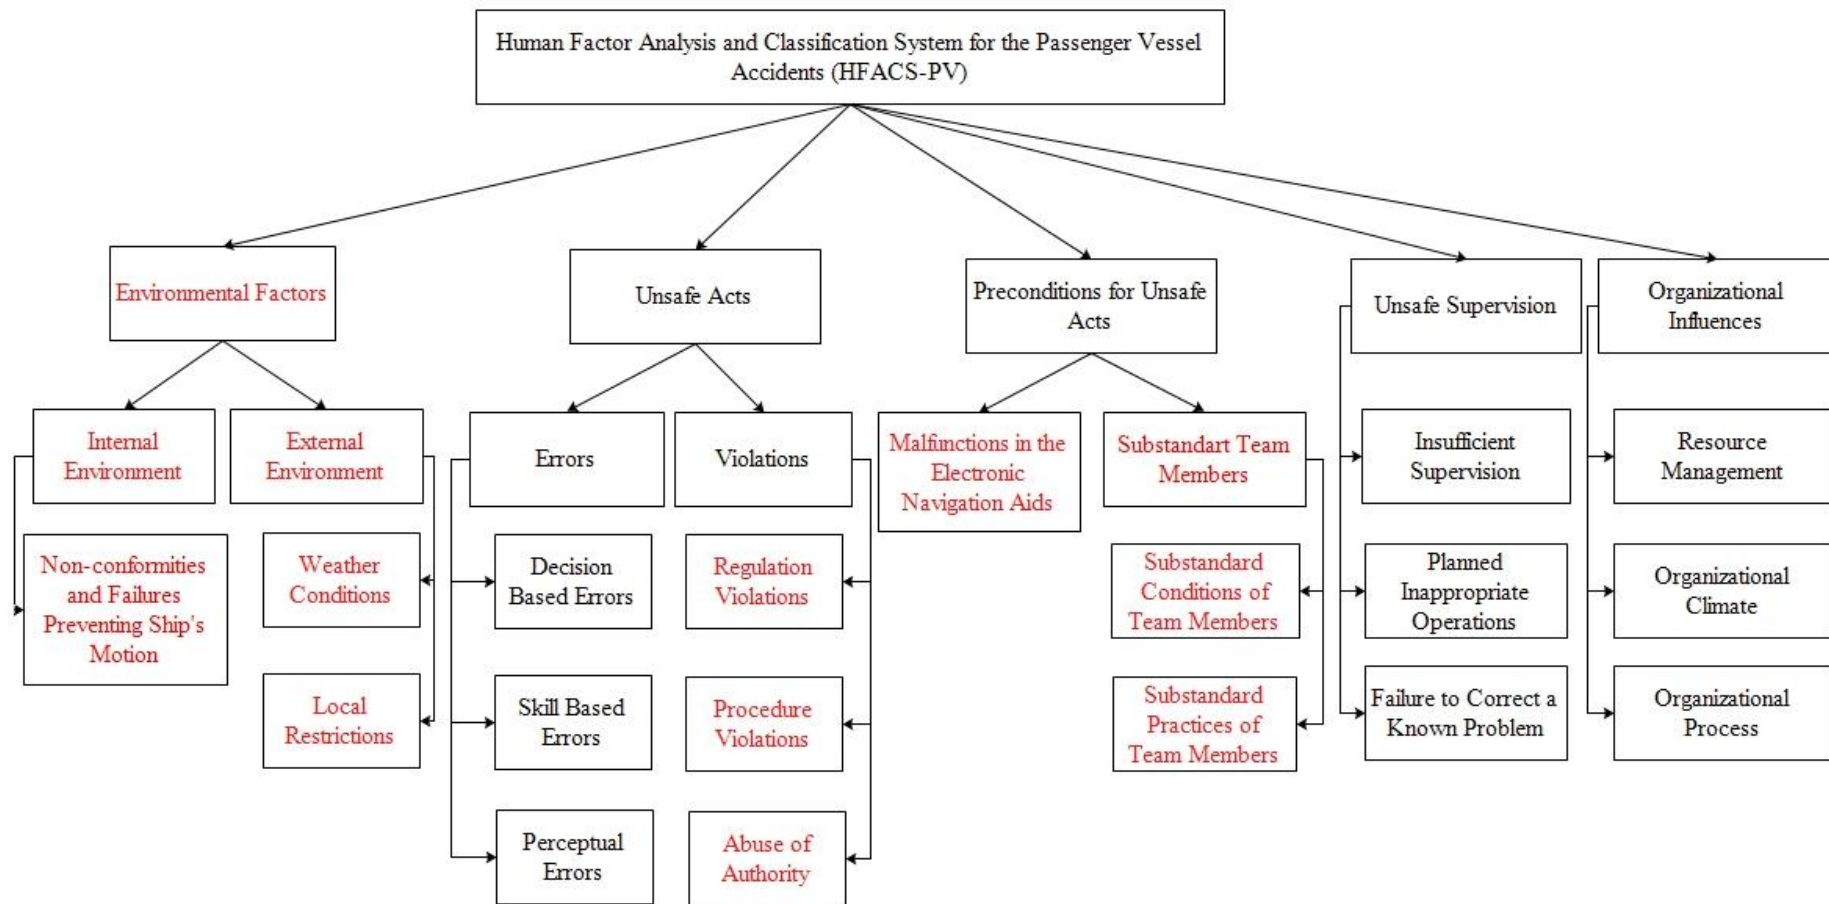 Human Factor Analysis and Classification System for the Passenger Vessel
Accidents (HFACS-PV)
Environmental Factors
Unsafe Acts
Preconditions for Unsafe
Acts
Unsafe Supervision
Organizational
Influences
Internal
Environment
External
Environment
Errors
Violations
Malfunctions in the
Electronic
Navigation Aids
Substandart Team
Members
Insufficient
Supervision
Resource
Management
Non-conformities
and Failures
Preventing Ship's
Motion
Weather
Conditions
Decision
Based Errors
Regulation
Violations
Substandard
Conditions of
Team Members
Planned
Inappropriate
Operations
Organizational
Climate
Local
Restrictions
Skill Based
Errors
Procedure
Violations
Substandard
Practices of
Team Members
Failure to Correct a
Known Problem
Organizational
Process
Perceptual
Errors
Abuse of
Authority